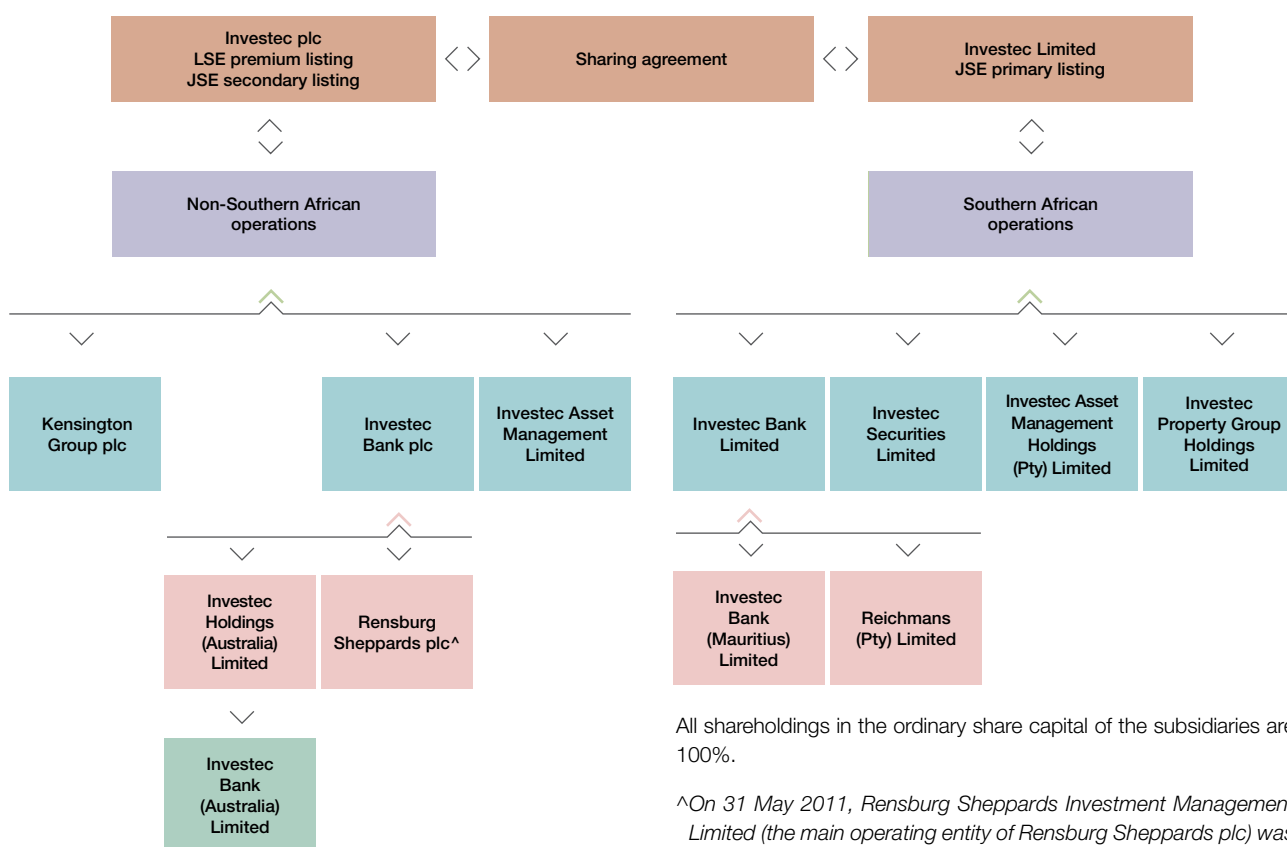 Investec plc
LSE premium listing
JSE secondary listing
Sharing agreement
Investec Limited
JSE primary listing
Non-Southern African
operations
Southern African
operations
Kensington
Group plc
Investec
Bank plc
Investec Asset
Management
Limited
Investec Bank
Limited
Investec
Securities
Limited
Investec Asset
Management
Holdings
(Pty) Limited
Investec
Property Group
Holdings
Limited
Investec
Holdings
(Australia)
Limited
Rensburg
Sheppards plc^
Investec
Bank
(Mauritius)
Limited
Reichmans
(Pty) Limited
Investec
Bank
(Australia)
Limited
All shareholdings in the ordinary share capital of the subsidiaries are
100%.
^On 31 May 2011, Rensburg Sheppards Investment Management
Limited (the main operating entity of Rensburg Sheppards plc) was